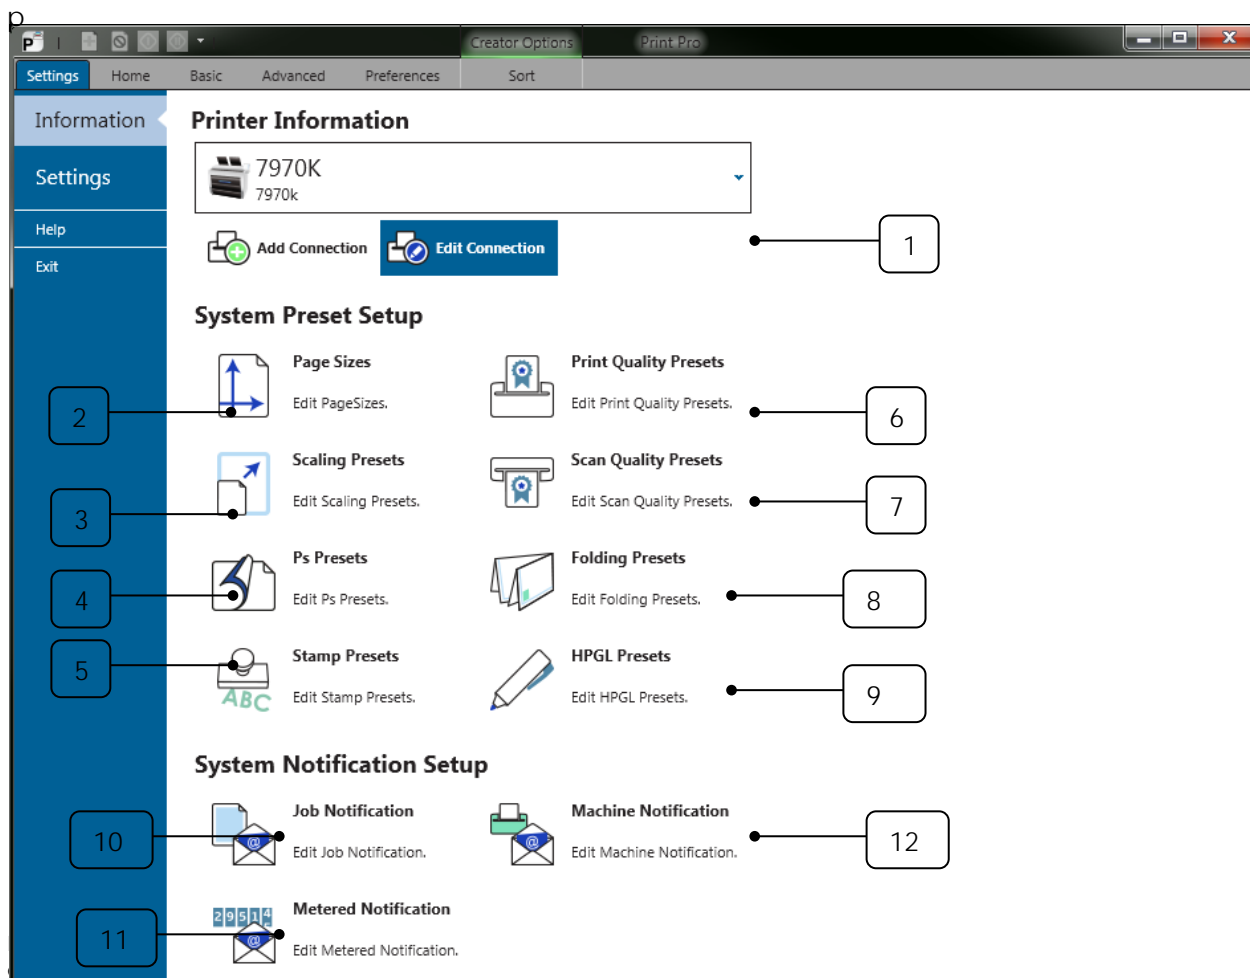 p
P
Creator Options Print Pro
Settings Home Basic Advanced Preferences Sort
Information
Settings
Help
Exit
Printer Information
7970K
7970k
Add Connection Edit Connection
1
System Preset Setup
Page Sizes
Edit PageSizes.
2
Print Quality Presets
Edit Print Quality Presets.
6
Scaling Presets
Edit Scaling Presets.
3
Scan Quality Presets
Edit Scan Quality Presets.
7
Ps Presets
Edit Ps Presets.
4
Folding Presets
Edit Folding Presets.
8
Stamp Presets
Edit Stamp Presets.
5
ABC
HPGL Presets
Edit HPGL Presets.
9
System Notification Setup
Job Notification
Edit Job Notification.
@
10
Machine Notification
Edit Machine Notification.
@
12
29514
Metered Notification
Edit Metered Notification.
@
11